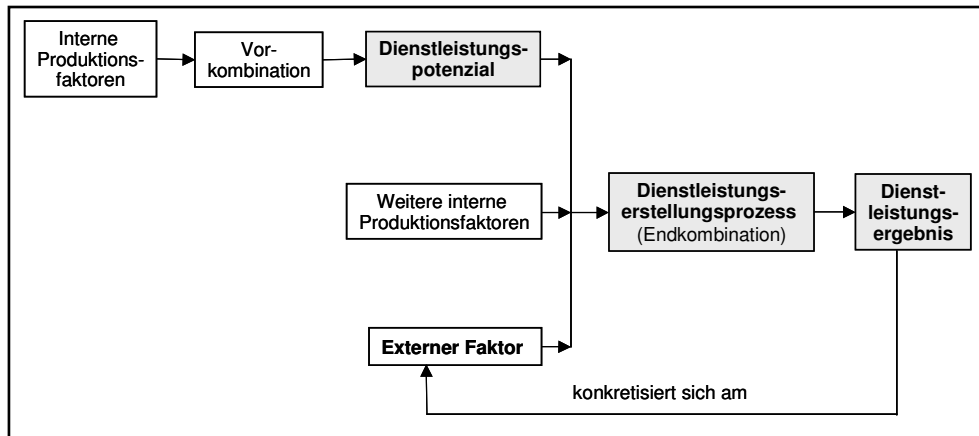 Interne
Produktions-
faktoren
Vor-
kombination
Dienstleistungs-
potenzial
Weitere interne
Produktionsfaktoren
Dienstleistungs-
erstellungsprozess
(Endkombination)
Dienst-
leistungs-
ergebnis
Externer Faktor
konkretisiert sich am